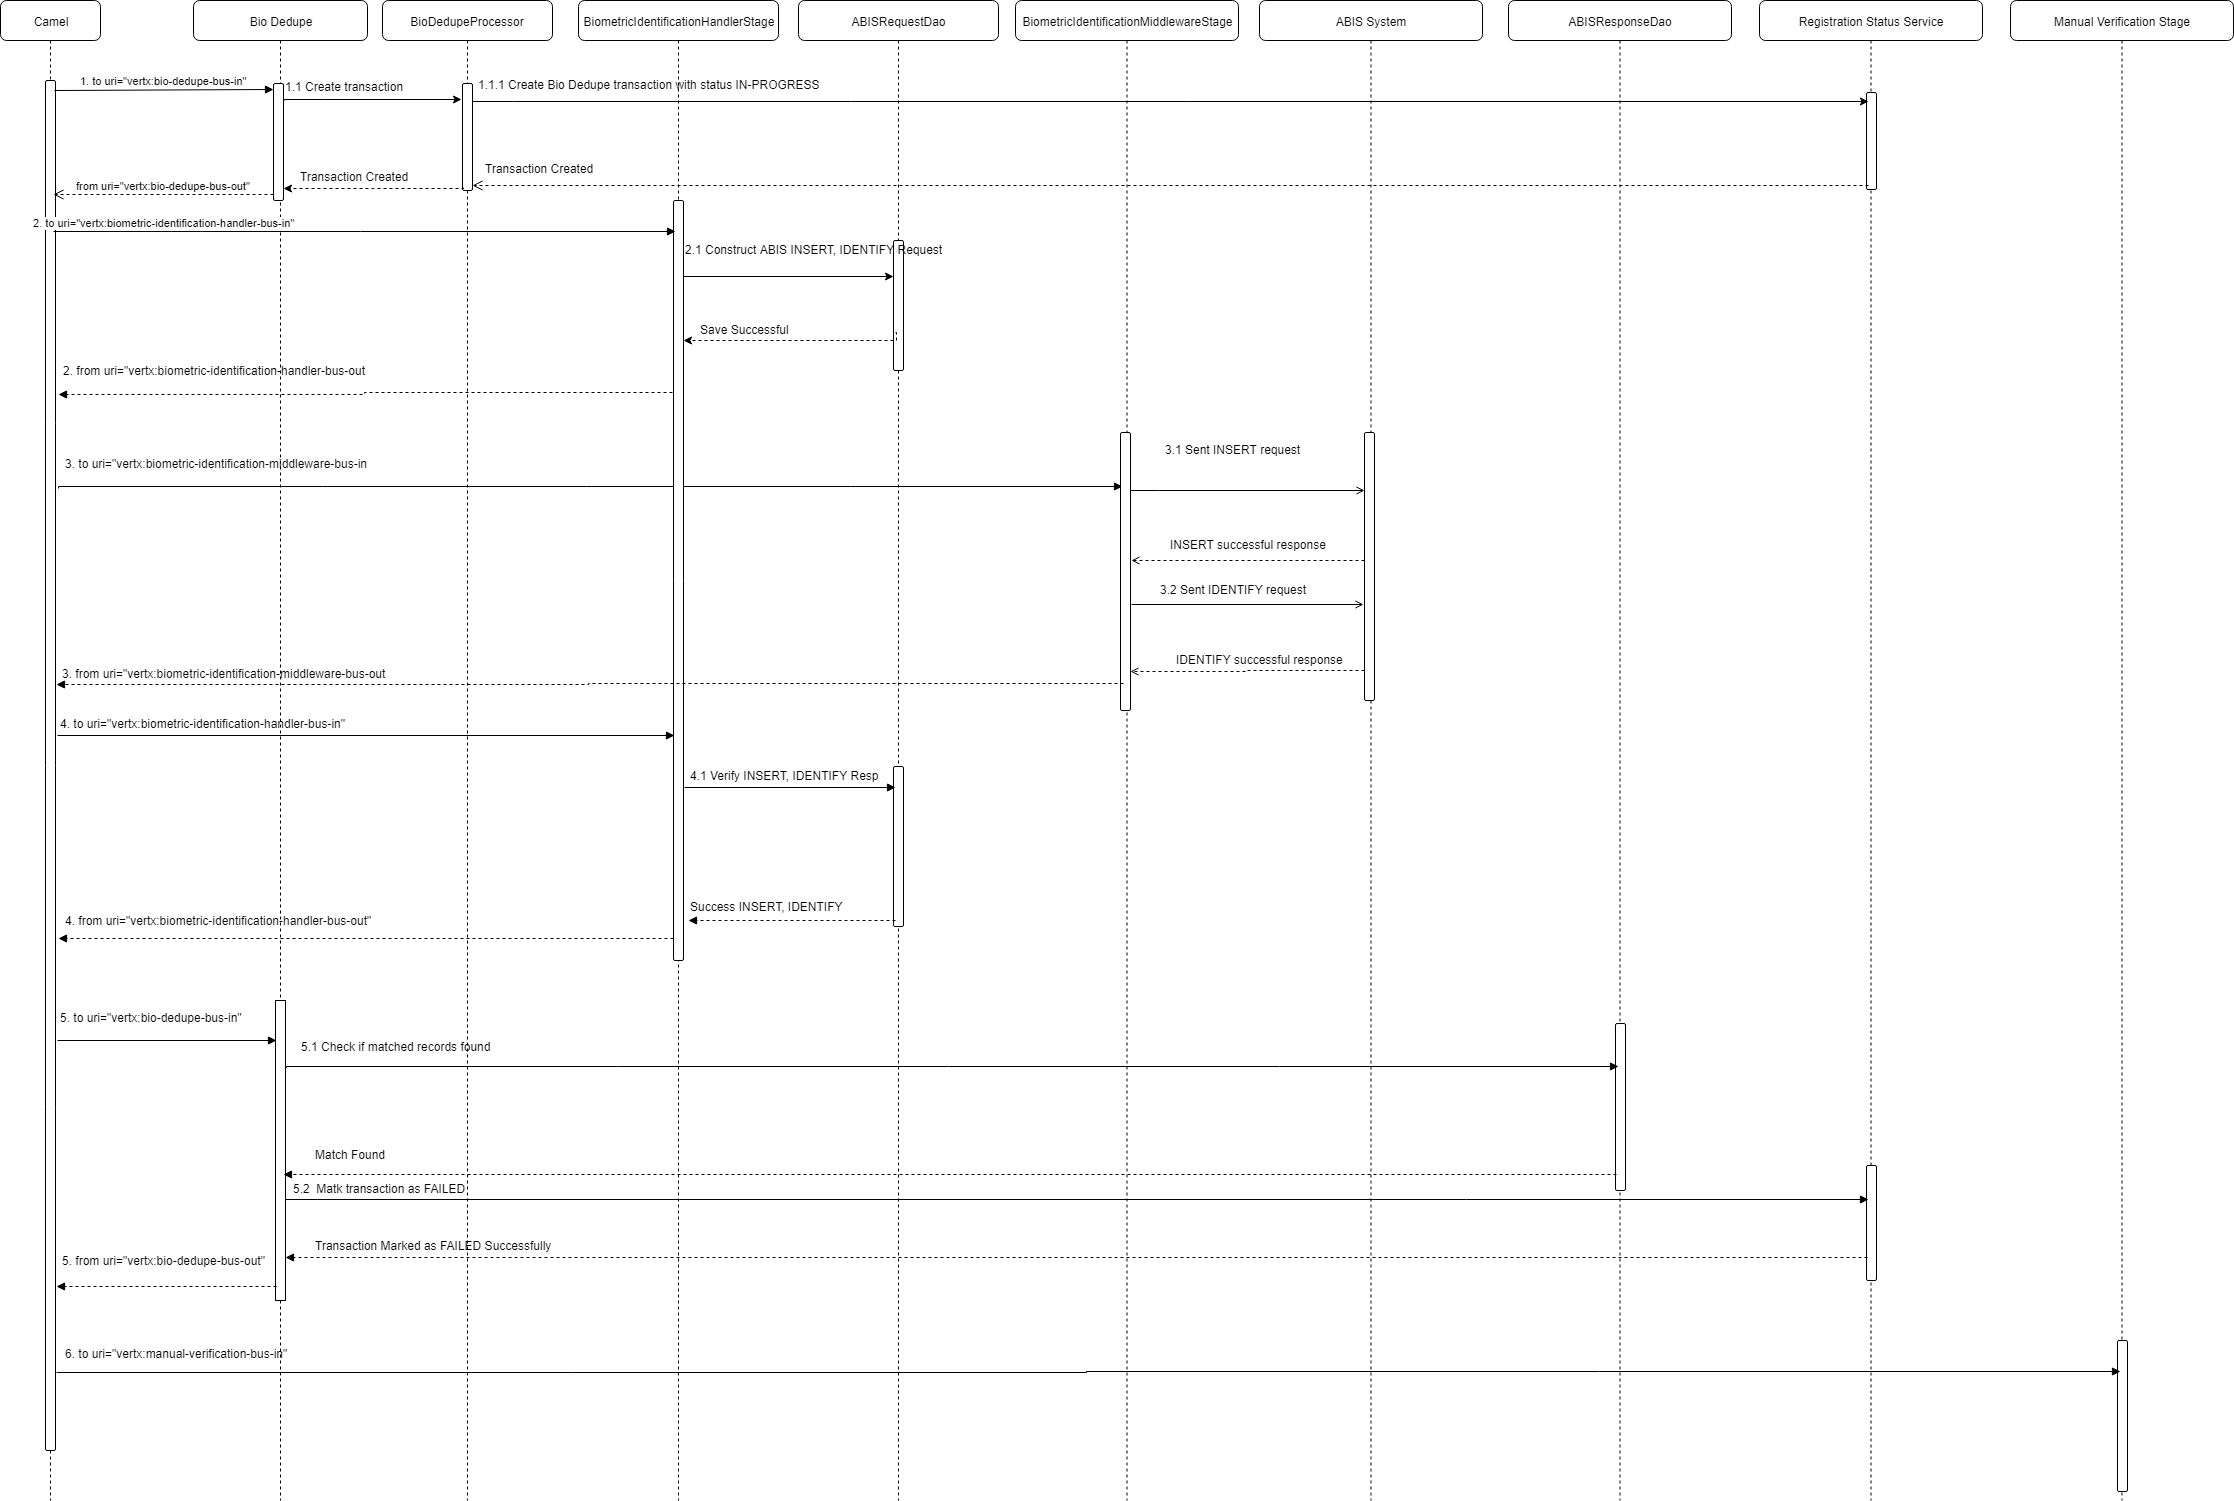 Camel
Bio Dedupe
BioDedupeProcessor
BiometricIdentificationHandlerStage
ABISRequestDao
BiometricIdentificationMiddlewareStage
ABIS System
ABISResponseDao
Registration Status Service
Manual Verification Stage
1. to uri="vertx:bio-dedupe-bus-in"
1.1 Create transaction
1.1.1 Create Bio Dedupe transaction with status IN-PROGRESS
Transaction Created
Transaction Created
from uri="vertx:bio-dedupe-bus-out"
2. to uri="vertx:biometric-identification-handler-bus-in"
2.1 Construct ABIS INSERT, IDENTIFY Request
Save Successful
2. from uri="vertx:biometric-identification-handler-bus-out
3.1 Sent INSERT request
3. to uri="vertx:biometric-identification-middleware-bus-in
INSERT successful response
3.2 Sent IDENTIFY request
IDENTIFY successful response
3. from uri="vertx:biometric-identification-middleware-bus-out
4. to uri="vertx:biometric-identification-handler-bus-in"
4.1 Verify INSERT, IDENTIFY Resp
Success INSERT, IDENTIFY
4. from uri="vertx:biometric-identification-handler-bus-out"
5. to uri="vertx:bio-dedupe-bus-in"
5.1 Check if matched records found
Match Found
5.2  Matk transaction as FAILED
Transaction Marked as FAILED Successfully
5. from uri="vertx:bio-dedupe-bus-out"
6. to uri="vertx:manual-verification-bus-in"